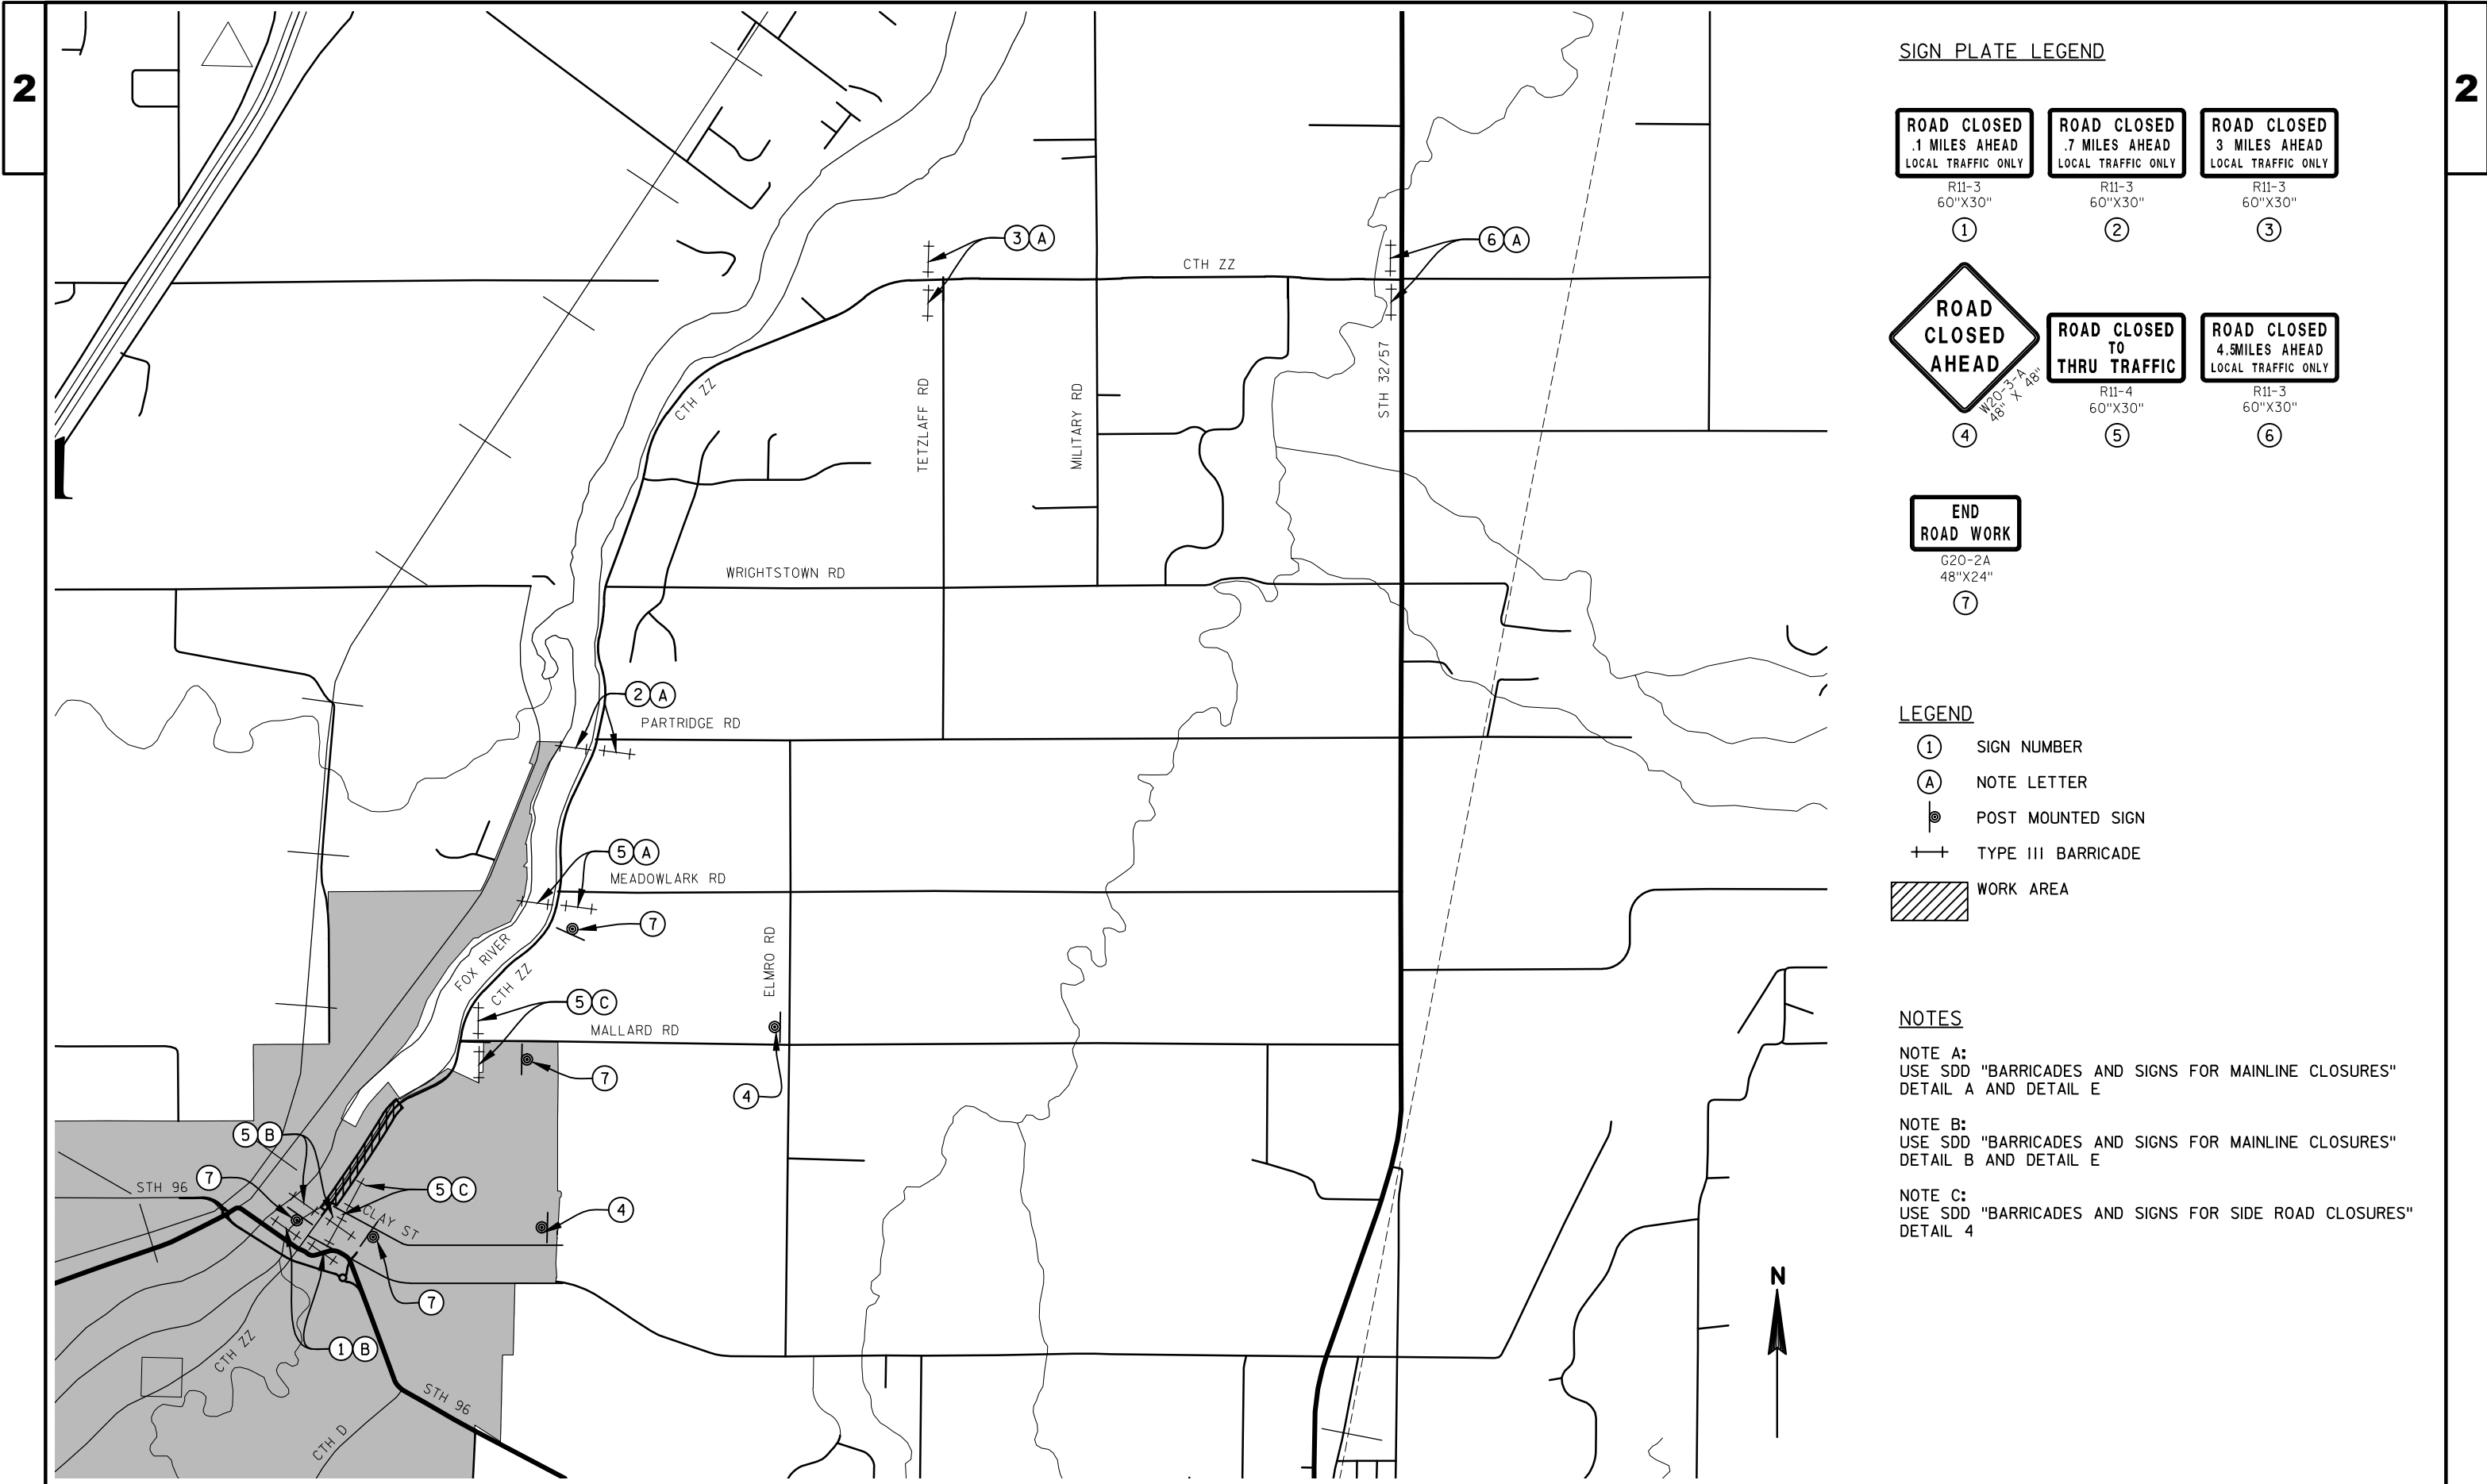 2
2
SIGN PLATE LEGEND
ROAD CLOSED
.1 MILES AHEAD
LOCAL TRAFFIC ONLY
R11-3
60"X30"
1
ROAD CLOSED
.7 MILES AHEAD
LOCAL TRAFFIC ONLY
R11-3
60"X30"
2
ROAD CLOSED
3 MILES AHEAD
LOCAL TRAFFIC ONLY
R11-3
60"X30"
3
ROAD
CLOSED
AHEAD
W20-3-A
48" X 48"
4
ROAD CLOSED
TO
THRU TRAFFIC
R11-4
60"X30"
5
ROAD CLOSED
4.5MILES AHEAD
LOCAL TRAFFIC ONLY
R11-3
60"X30"
6
END
ROAD WORK
G20-2A
48"X24"
7
LEGEND
1 SIGN NUMBER
A NOTE LETTER
POST MOUNTED SIGN
TYPE III BARRICADE
WORK AREA
NOTES
NOTE A:
USE SDD "BARRICADES AND SIGNS FOR MAINLINE CLOSURES"
DETAIL A AND DETAIL E
NOTE B:
USE SDD "BARRICADES AND SIGNS FOR MAINLINE CLOSURES"
DETAIL B AND DETAIL E
NOTE C:
USE SDD "BARRICADES AND SIGNS FOR SIDE ROAD CLOSURES"
DETAIL 4
N
3 A
6 A
CTH ZZ
STH 32/57
CTH ZZ
TETZLAFF RD
MILITARY RD
WRIGHTSTOWN RD
2 A
PARTRIDGE RD
5 A
MEADOWLARK RD
7
FOX RIVER
CTH ZZ
ELMRO RD
5 C
MALLARD RD
7
4
5 B
7
STH 96
5 C
CLAY ST
4
7
1 B
CTH ZZ
STH 96
CTH D